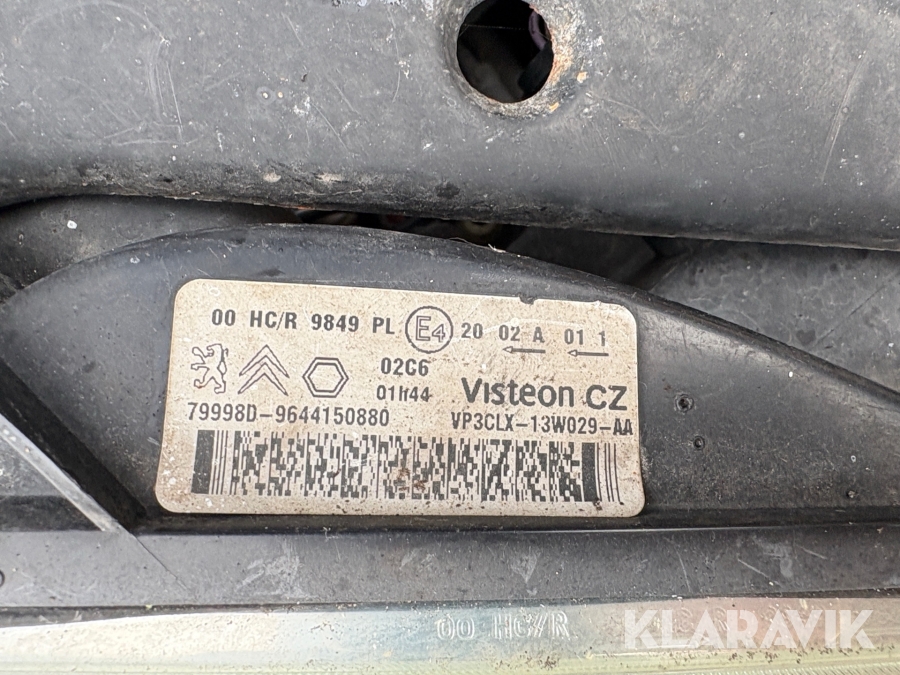 00 HC/R 9849 PL E4 20 02 A 01 1
02C6
01H44 Visteon CZ
79998D-9644150880 VP3CLX-13W029-AA
00 HC/R
KLARAVIK